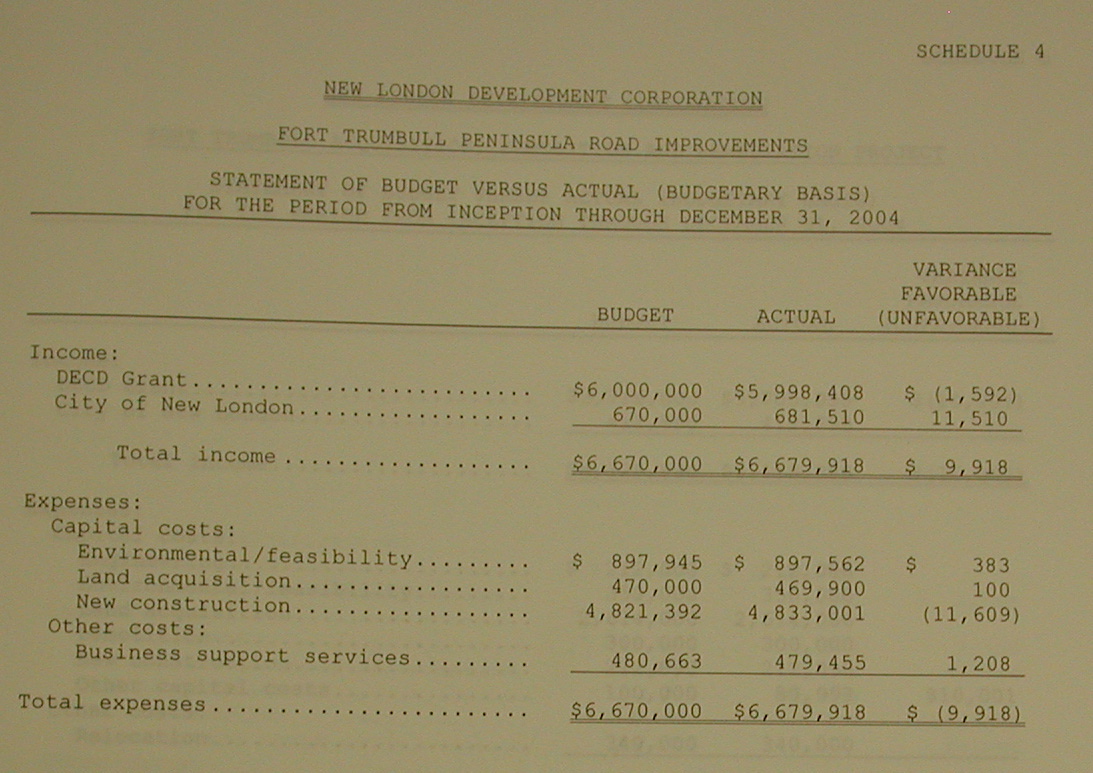 SCHEDULE 4
NEW LONDON DEVELOPMENT CORPORATION
FORT TRUMBULL PENINSULA ROAD IMPROVEMENTS
STATEMENT OF BUDGET VERSUS ACTUAL (BUDGETARY BASIS)
FOR THE PERIOD FROM INCEPTION THROUGH DECEMBER 31, 2004
VARIANCE
FAVORABLE
BUDGET ACTUAL (UNFAVORABLE)
Income:
DECD Grant.......................... $6,000,000 $5,998,408 $ (1,592)
City of New London.................. 670,000 681,510 11,510
Total income ................... $6,670,000 $6,679,918 $ 9,918
Expenses:
Capital costs:
Environmental/feasibility......... $ 897,945 $ 897,562 $ 383
Land acquisition.................. 470,000 469,900 100
New construction.................. 4,821,392 4,833,001 (11,609)
Other costs:
Business support services......... 480,663 479,455 1,208
Total expenses........................ $6,670,000 $6,679,918 $ (9,918)